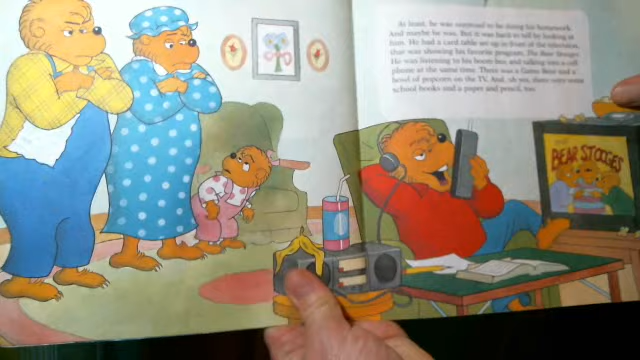 At least, he was supposed to be doing his homework.
And maybe he was. But it was hard to tell by looking at
him. He had a card table set up in front of the television,
that was showing his favorite program, The Bear Stooges.
He was listening to his boom box and talking into a cell
phone at the same time. There was a Game Bear and a
bowl of popcorn on the TV. And, oh yes, there were some
school books and a paper and pencil, too.
BEAR STOOGES